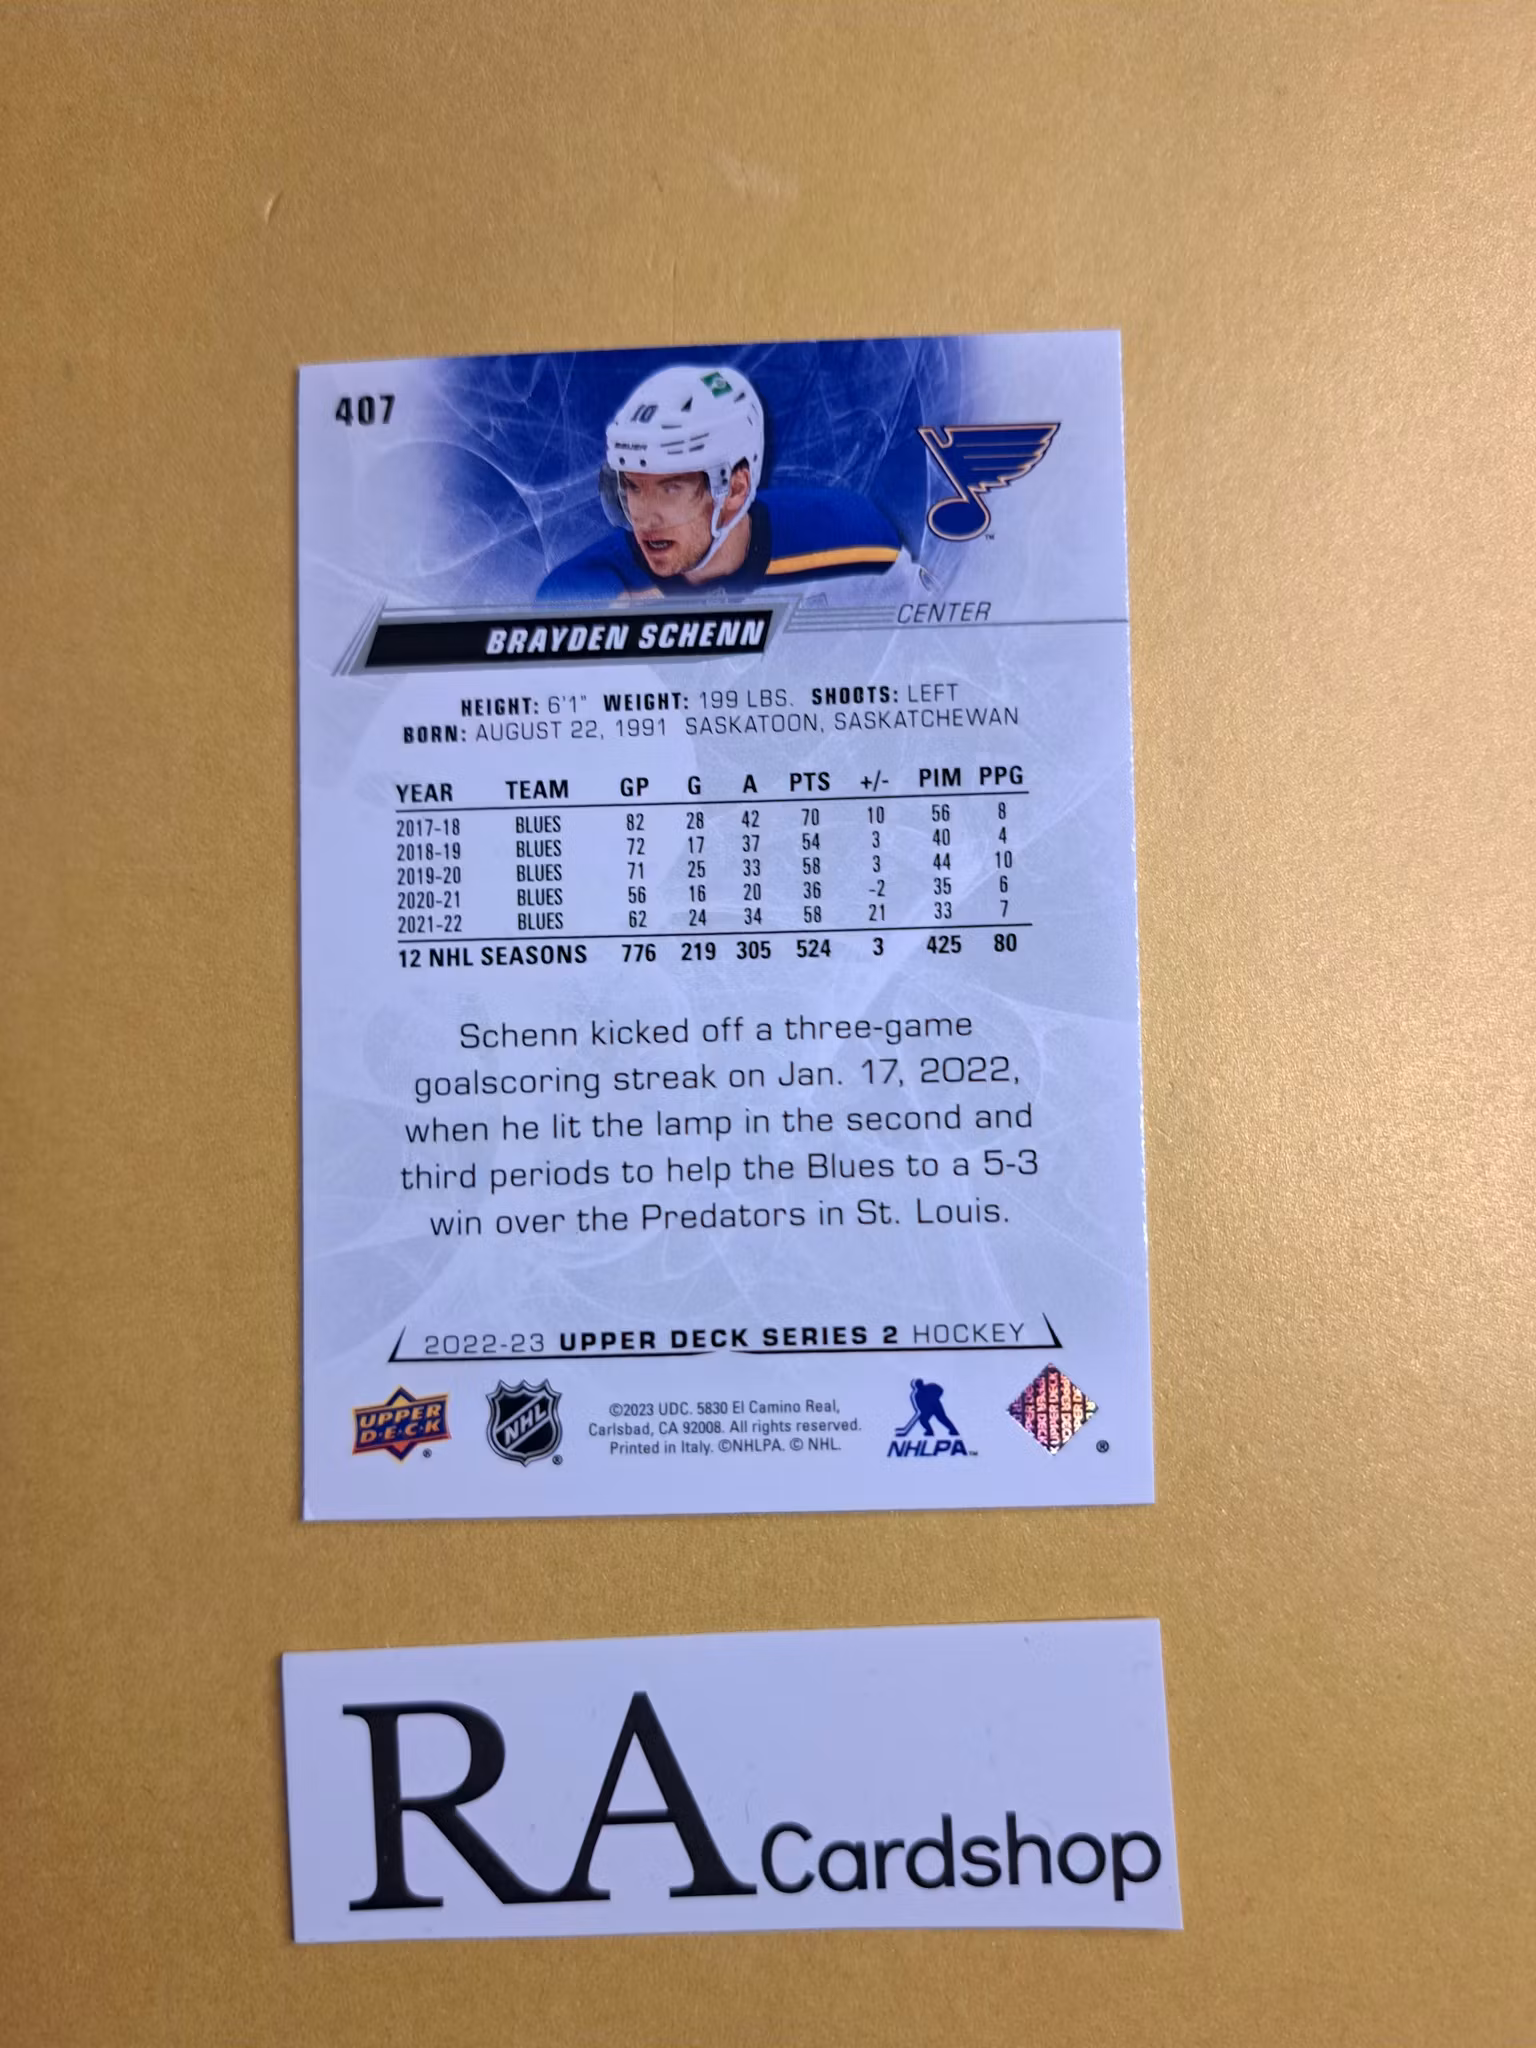 407
10
BAUER
BRAYDEN SCHENN
CENTER
HEIGHT: 6'1" WEIGHT: 199 LBS. SHOOTS: LEFT
BORN: AUGUST 22, 1991 SASKATOON, SASKATCHEWAN
YEAR TEAM GP G A PTS +/- PIM PPG
2017-18 BLUES 82 28 42 70 10 56 8
2018-19 BLUES 72 17 37 54 3 40 4
2019-20 BLUES 71 25 33 58 3 44 10
2020-21 BLUES 56 16 20 36 -2 35 6
2021-22 BLUES 62 24 34 58 21 33 7
12 NHL SEASONS 776 219 305 524 3 425 80
Schenn kicked off a three-game
goalscoring streak on Jan. 17, 2022,
when he lit the lamp in the second and
third periods to help the Blues to a 5-3
win over the Predators in St. Louis.
2022-23 UPPER DECK SERIES 2 HOCKEY
UPPER
D·E·C·K
®
NHL
®
©2023 UDC. 5830 El Camino Real,
Carlsbad, CA 92008. All rights reserved.
Printed in Italy. ©NHLPA. © NHL.
NHLPA™
UPPER DECK
®
RA Cardshop